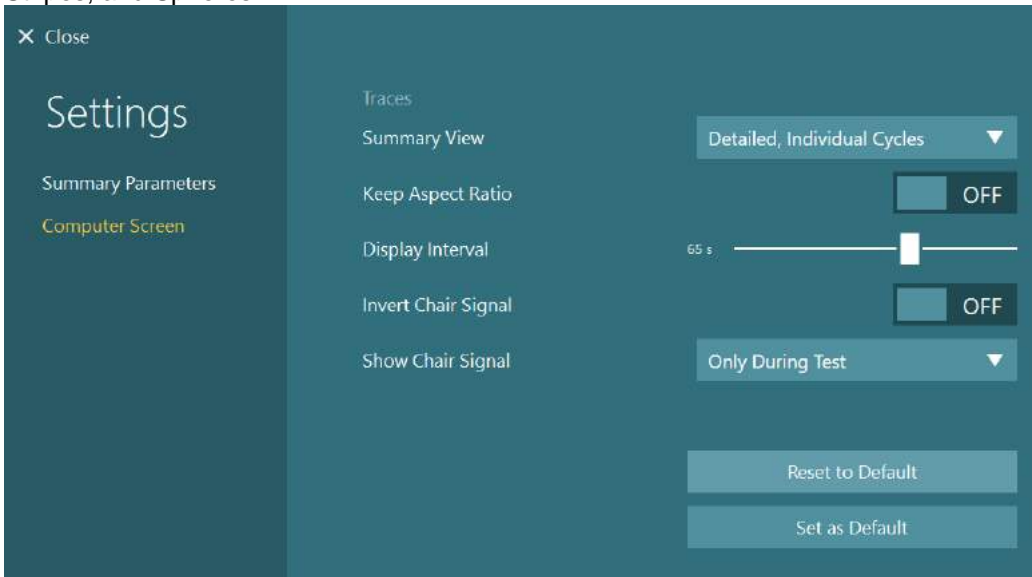 ✕ Close
Settings
Summary Parameters
Computer Screen
Traces
Summary View Detailed, Individual Cycles ▼
Keep Aspect Ratio OFF
Display Interval 65 s
Invert Chair Signal OFF
Show Chair Signal Only During Test ▼
Reset to Default
Set as Default